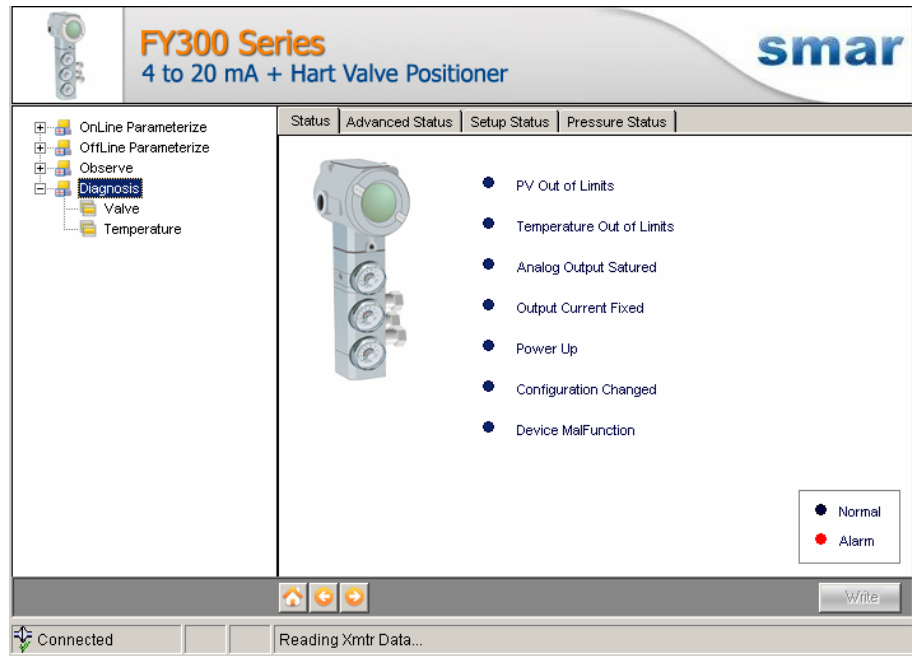 FY300 Series
4 to 20 mA + Hart Valve Positioner
smar
OnLine Parameterize
OffLine Parameterize
Observe
Diagnosis
Valve
Temperature
Status Advanced Status Setup Status Pressure Status
PV Out of Limits
Temperature Out of Limits
Analog Output Satured
Output Current Fixed
Power Up
Configuration Changed
Device MalFunction
Normal
Alarm
Write
Connected
Reading Xmtr Data...